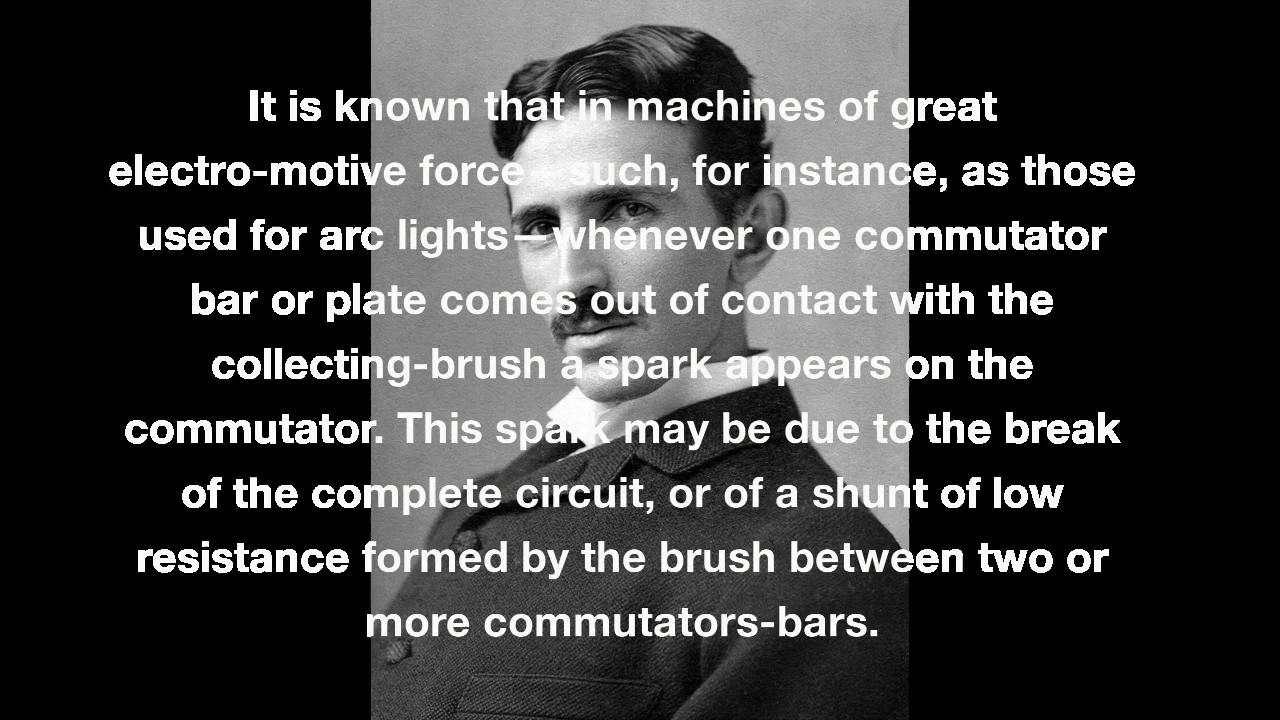 It is known that in machines of great
electro-motive force—such, for instance, as those
used for arc lights—whenever one commutator
bar or plate comes out of contact with the
collecting-brush a spark appears on the
commutator. This spark may be due to the break
of the complete circuit, or of a shunt of low
resistance formed by the brush between two or
more commutators-bars.